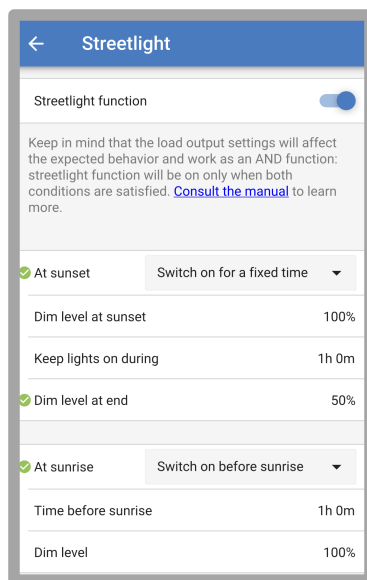 Streetlight
Streetlight function
Keep in mind that the load output settings will affect
the expected behavior and work as an AND function:
streetlight function will be on only when both
conditions are satisfied. Consult the manual to learn
more.
At sunset Switch on for a fixed time
Dim level at sunset 100%
Keep lights on during 1h 0m
Dim level at end 50%
At sunrise Switch on before sunrise
Time before sunrise 1h 0m
Dim level 100%